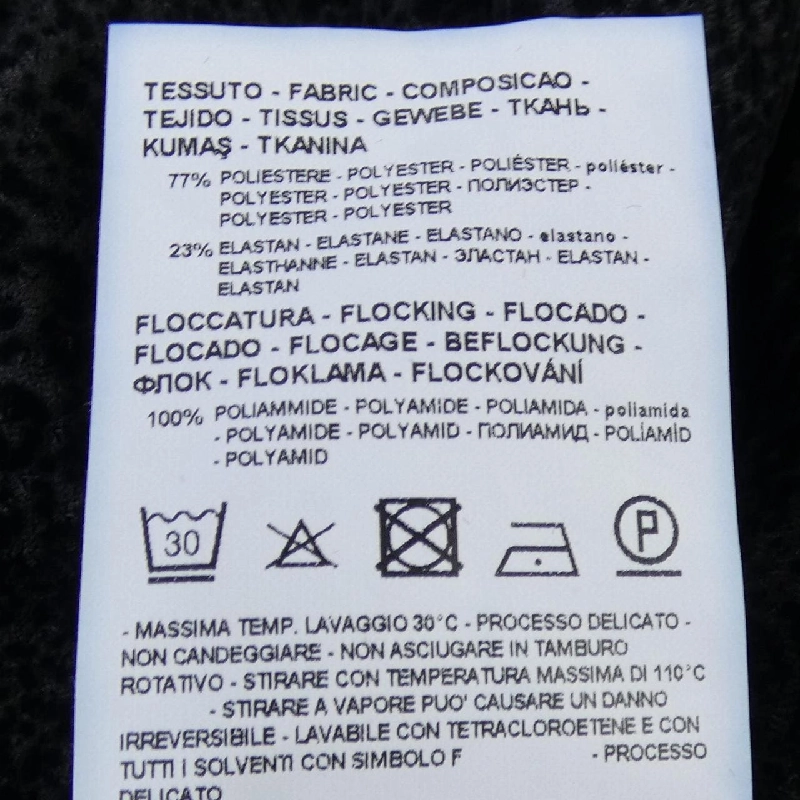 TESSUTO - FABRIC - COMPOSICAO -
TEJIDO - TISSUS - GEWEBE - ТКАНЬ -
KUMAŞ - TKANINA
77% POLIESTERE - POLYESTER - POLIÉSTER - poliéster -
POLYESTER - POLYESTER - ПОЛИЭСТЕР -
POLYESTER - POLYESTER
23% ELASTAN - ELASTANE - ELASTANO - elastano -
ELASTHANNE - ELASTAN - ЭЛАСТАН - ELASTAN -
ELASTAN
FLOCCATURA - FLOCKING - FLOCADO -
FLOCADO - FLOCAGE - BEFLOCKUNG -
ФЛОК - FLOKLAMA - FLOCKOVÁNÍ
100% POLIAMMIDE - POLYAMIDE - POLIAMIDA - poliamida
- POLYAMIDE - POLYAMID - ПОЛИАМИД - POLİAMİD
- POLYAMID
30 P
- MASSIMA TEMP. LAVAGGIO 30°C - PROCESSO DELICATO -
NON CANDEGGIARE - NON ASCIUGARE IN TAMBURO
ROTATIVO - STIRARE CON TEMPERATURA MASSIMA DI 110°C
- STIRARE A VAPORE PUO' CAUSARE UN DANNO
IRREVERSIBILE - LAVABILE CON TETRACLOROETENE E CON
TUTTI I SOLVENTI CON SIMBOLO F - PROCESSO
DELICATO